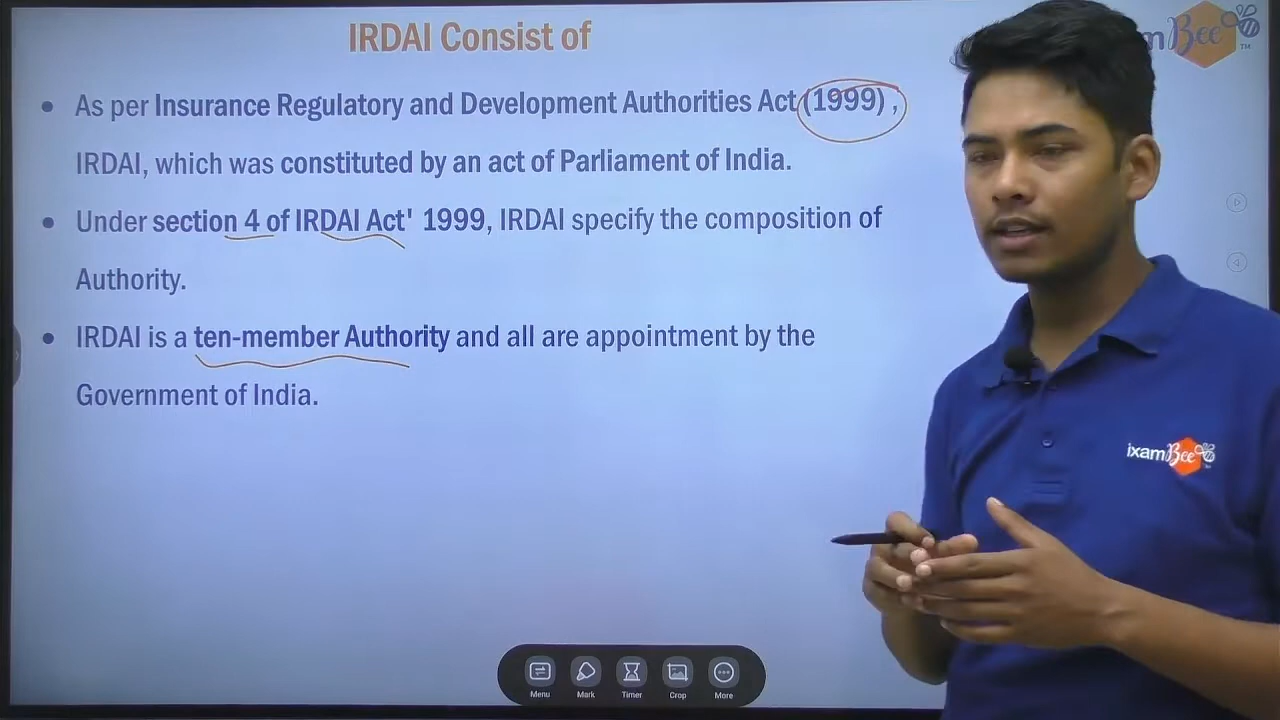 IRDAI Consist of
mBee TM
• As per Insurance Regulatory and Development Authorities Act (1999) ,
IRDAI, which was constituted by an act of Parliament of India.
• Under section 4 of IRDAI Act' 1999, IRDAI specify the composition of
Authority.
• IRDAI is a ten-member Authority and all are appointment by the
Government of India.
ixamBee
Menu Mark Timer Crop More